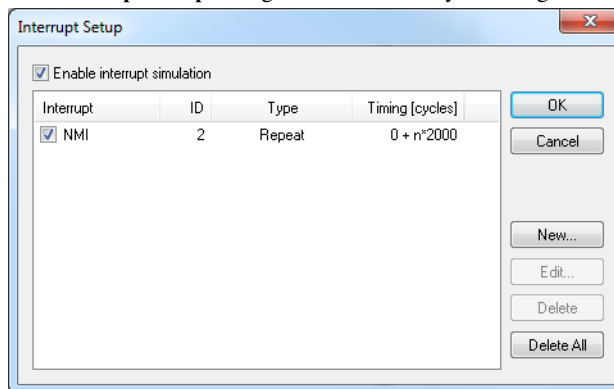 Interrupt Setup
Enable interrupt simulation
Interrupt ID Type Timing [cycles]
NMI 2 Repeat 0 + n*2000
OK
Cancel
New...
Edit...
Delete
Delete All